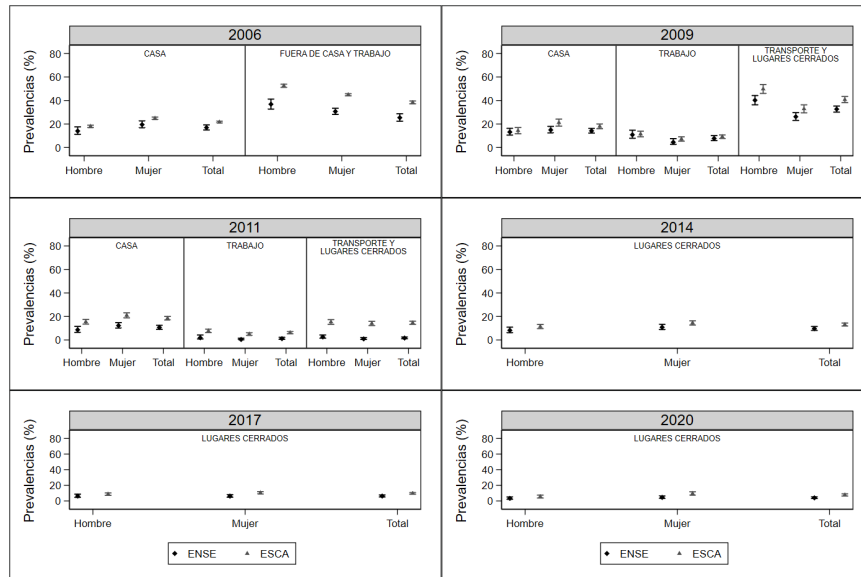 2006
CASA
FUERA DE CASA Y TRABAJO
Prevalencias (%)
80
60
40
20
0
Hombre Mujer Total Hombre Mujer Total
2009
CASA
TRABAJO
TRANSPORTE Y
LUGARES CERRADOS
Prevalencias (%)
80
60
40
20
0
Hombre Mujer Total Hombre Mujer Total Hombre Mujer Total
2011
CASA
TRABAJO
TRANSPORTE Y
LUGARES CERRADOS
Prevalencias (%)
80
60
40
20
0
Hombre Mujer Total Hombre Mujer Total Hombre Mujer Total
2014
LUGARES CERRADOS
Prevalencias (%)
80
60
40
20
0
Hombre Mujer Total
2017
LUGARES CERRADOS
Prevalencias (%)
80
60
40
20
0
Hombre Mujer Total
ENSE ESCA
2020
LUGARES CERRADOS
Prevalencias (%)
80
60
40
20
0
Hombre Mujer Total
ENSE ESCA